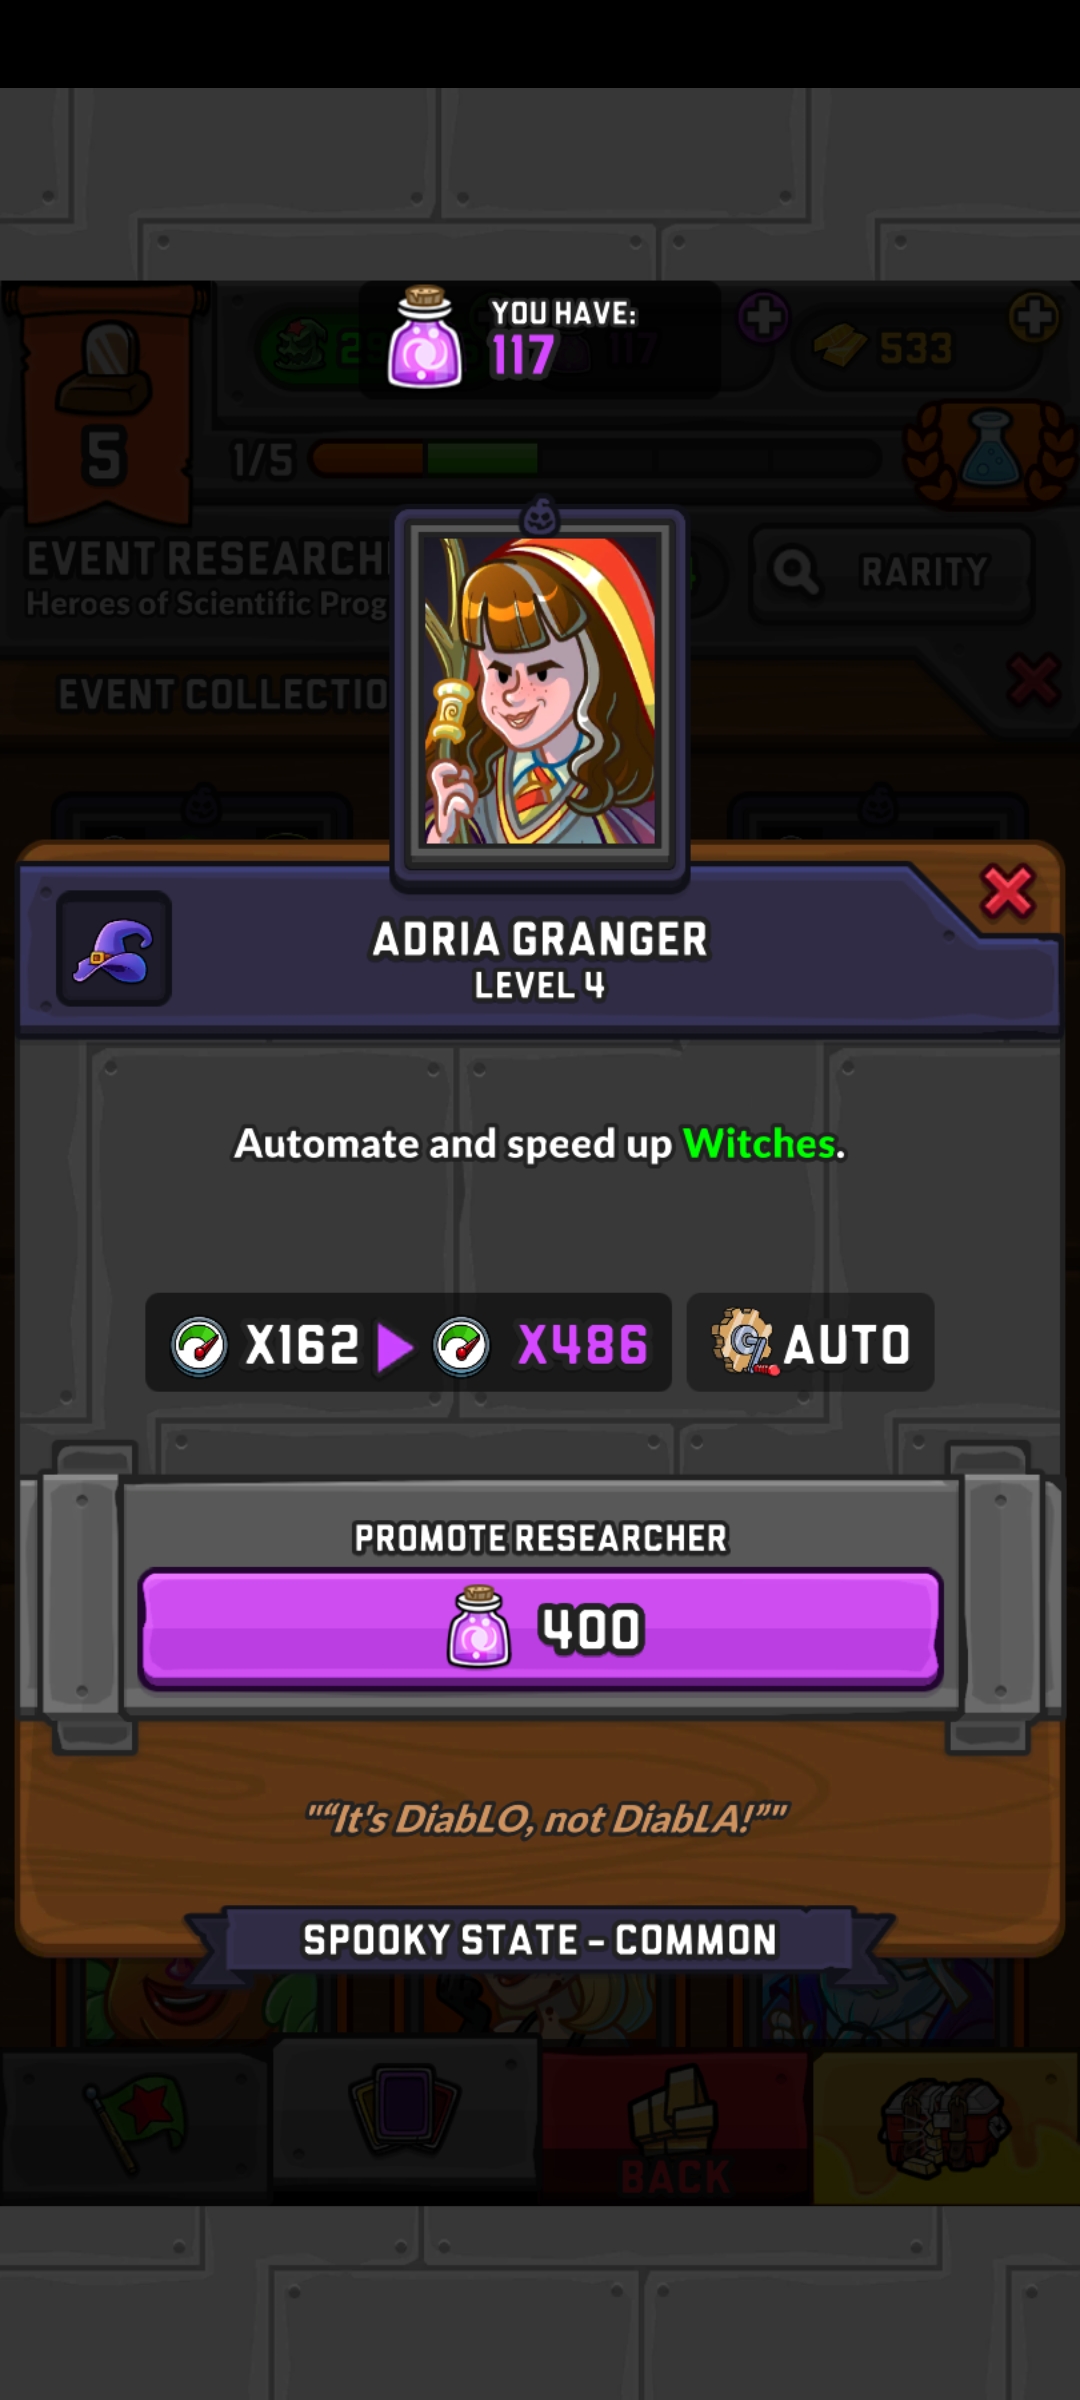 YOU HAVE:
117
117
533
5
1/5
EVENT RESEARCH
Heroes of Scientific Prog
RARITY
EVENT COLLECTIO
ADRIA GRANGER
LEVEL 4
Automate and speed up Witches.
X162 X486 AUTO
PROMOTE RESEARCHER
400
"“It's DiabLO, not DiabLA!”"
SPOOKY STATE - COMMON
BACK